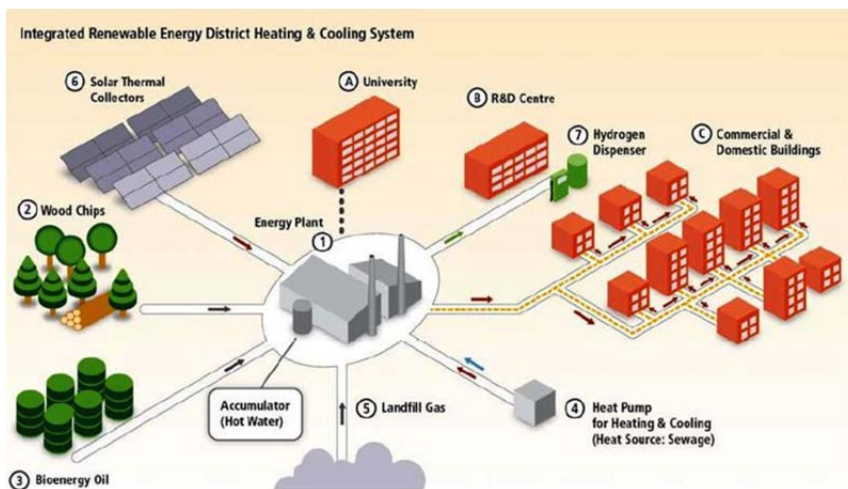 Integrated Renewable Energy District Heating & Cooling System
6 Solar Thermal
Collectors
A University
B R&D Centre
7 Hydrogen
Dispenser
C Commercial &
Domestic Buildings
2 Wood Chips
Energy Plant
1
Accumulator
(Hot Water)
5 Landfill Gas
4 Heat Pump
for Heating & Cooling
(Heat Source: Sewage)
3 Bioenergy Oil